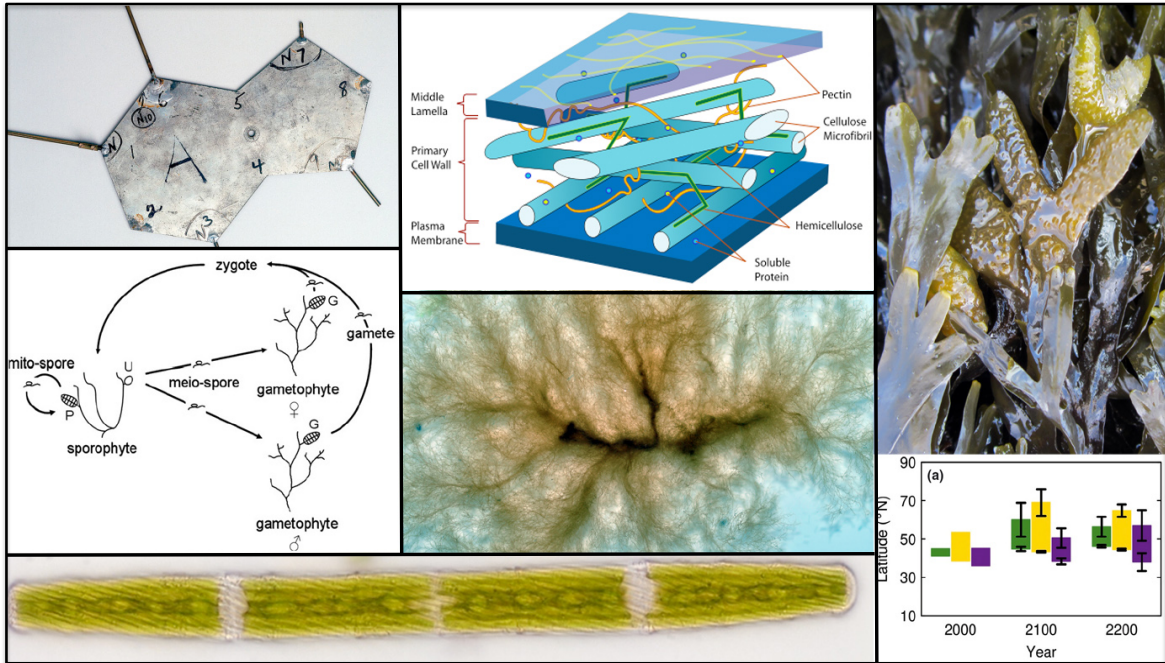 N7
6
N10
5
8
N
1
A
4
2
N3
Middle
Lamella
Primary
Cell Wall
Plasma
Membrane
Pectin
Cellulose
Microfibril
Hemicellulose
Soluble
Protein
zygote
G
gamete
mito-spore
U
meio-spore
P
gametophyte
♀
sporophyte
G
gametophyte
♂
(a)
Latitude (°N)
90
70
50
30
10
2000 2100 2200
Year